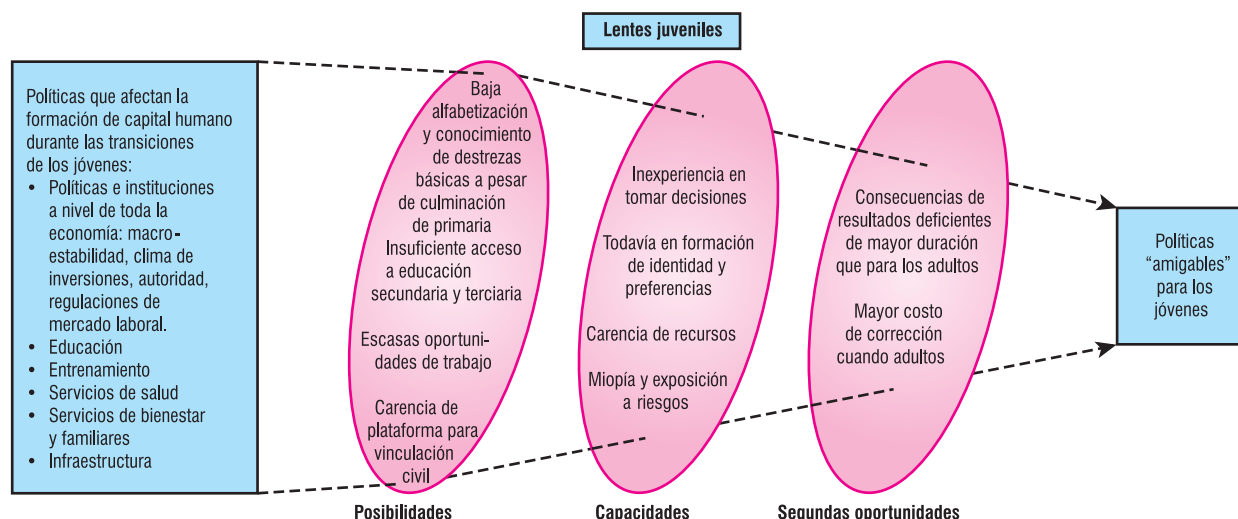 Lentes juveniles
Políticas que afectan la
formación de capital humano
durante las transiciones
de los jóvenes:
• Políticas e instituciones
a nivel de toda la
economía: macro-
estabilidad, clima de
inversiones, autoridad,
regulaciones de
mercado laboral.
• Educación
• Entrenamiento
• Servicios de salud
• Servicios de bienestar
y familiares
• Infraestructura
Baja
alfabetización
y conocimiento
de destrezas
básicas a pesar
de culminación
de primaria
Insuficiente acceso
a educación
secundaria y terciaria
Escasas oportuni-
dades de trabajo
Carencia de
plataforma para
vinculación
civil
Posibilidades
Inexperiencia en
tomar decisiones
Todavía en formación
de identidad y
preferencias
Carencia de recursos
Miopía y exposición
a riesgos
Capacidades
Consecuencias de
resultados deficientes
de mayor duración
que para los adultos
Mayor costo
de corrección
cuando adultos
Segundas oportunidades
Políticas
“amigables”
para los
jóvenes